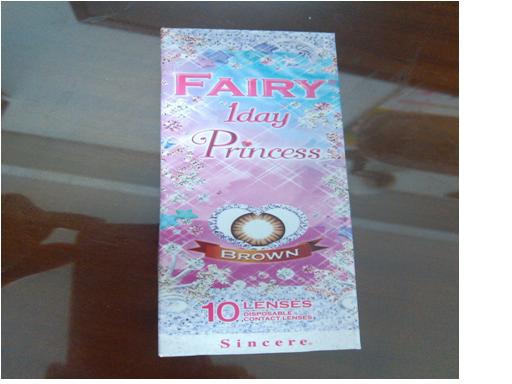 FAIRY
1day
Princess
BROWN
10 LENSES
DISPOSABLE
CONTACT LENSES
Sincere